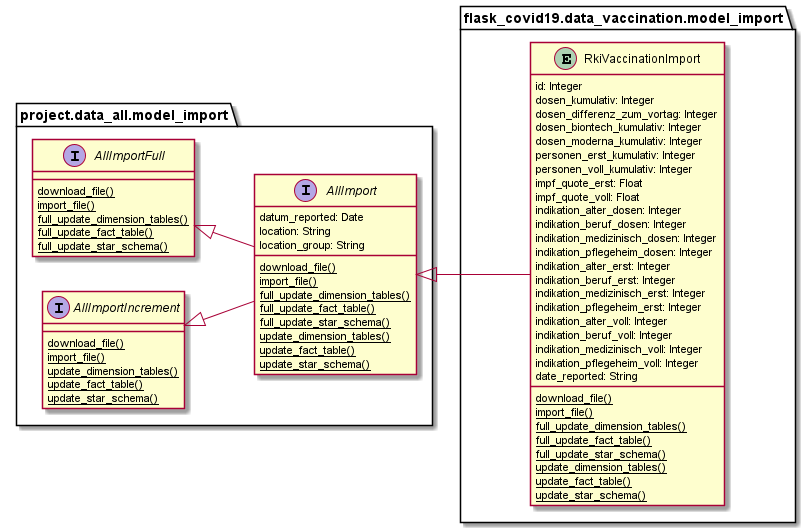 project.data_all.model_import
I AllImportFull
download_file()
import_file()
full_update_dimension_tables()
full_update_fact_table()
full_update_star_schema()
I AllImportIncrement
download_file()
import_file()
update_dimension_tables()
update_fact_table()
update_star_schema()
I AllImport
datum_reported: Date
location: String
location_group: String
download_file()
import_file()
full_update_dimension_tables()
full_update_fact_table()
full_update_star_schema()
update_dimension_tables()
update_fact_table()
update_star_schema()
flask_covid19.data_vaccination.model_import
E RkiVaccinationImport
id: Integer
dosen_kumulativ: Integer
dosen_differenz_zum_vortag: Integer
dosen_biontech_kumulativ: Integer
dosen_moderna_kumulativ: Integer
personen_erst_kumulativ: Integer
personen_voll_kumulativ: Integer
impf_quote_erst: Float
impf_quote_voll: Float
indikation_alter_dosen: Integer
indikation_beruf_dosen: Integer
indikation_medizinisch_dosen: Integer
indikation_pflegeheim_dosen: Integer
indikation_alter_erst: Integer
indikation_beruf_erst: Integer
indikation_medizinisch_erst: Integer
indikation_pflegeheim_erst: Integer
indikation_alter_voll: Integer
indikation_beruf_voll: Integer
indikation_medizinisch_voll: Integer
indikation_pflegeheim_voll: Integer
date_reported: String
download_file()
import_file()
full_update_dimension_tables()
full_update_fact_table()
full_update_star_schema()
update_dimension_tables()
update_fact_table()
update_star_schema()